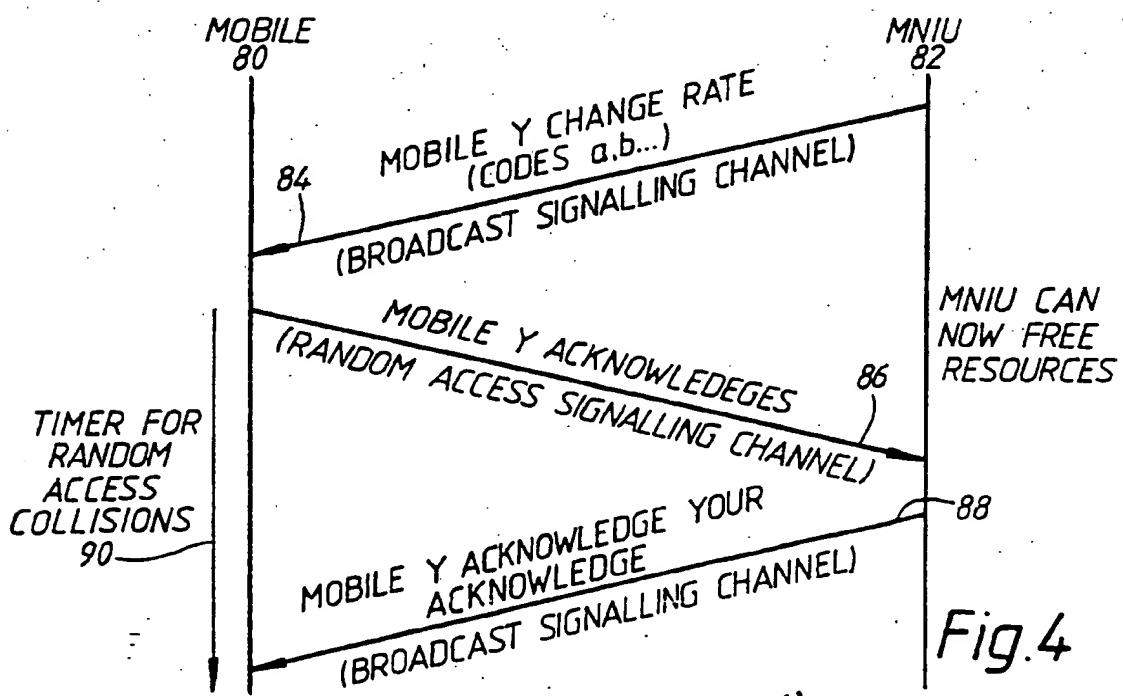 MOBILE
80
MNIU
82
MOBILE Y CHANGE RATE
(CODES a,b...)
84
(BROADCAST SIGNALLING CHANNEL)
MOBILE Y ACKNOWLEDEGES
(RANDOM ACCESS SIGNALLING CHANNEL)
86
MNIU CAN
NOW FREE
RESOURCES
TIMER FOR
RANDOM
ACCESS
COLLISIONS
90
88
MOBILE Y ACKNOWLEDGE YOUR
ACKNOWLEDGE
(BROADCAST SIGNALLING CHANNEL)
Fig.4